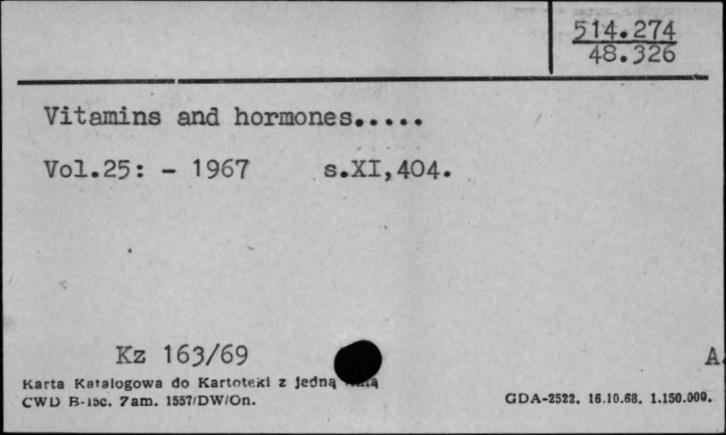 514.274
48.326
Vitamins and hormones.....
Vol.25: - 1967 s.XI,404.
Kz 163/69
A.
Karta Katalogowa do Kartoteki z jedną
CWD B-15c. Zam. 1557/DW/On.
GDA-2522. 16.10.68. 1.150.000.